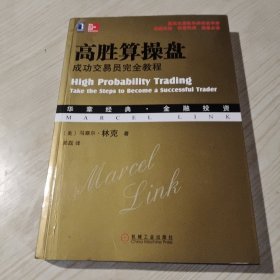 高胜算操盘
成功交易员完全教程
High Probability Trading
Take the Steps to Become a Successful Trader
华章经典·金融投资
MARCEL LINK
[美] 马塞尔·林克 著
译
Marcel
Link
机械工业出版社